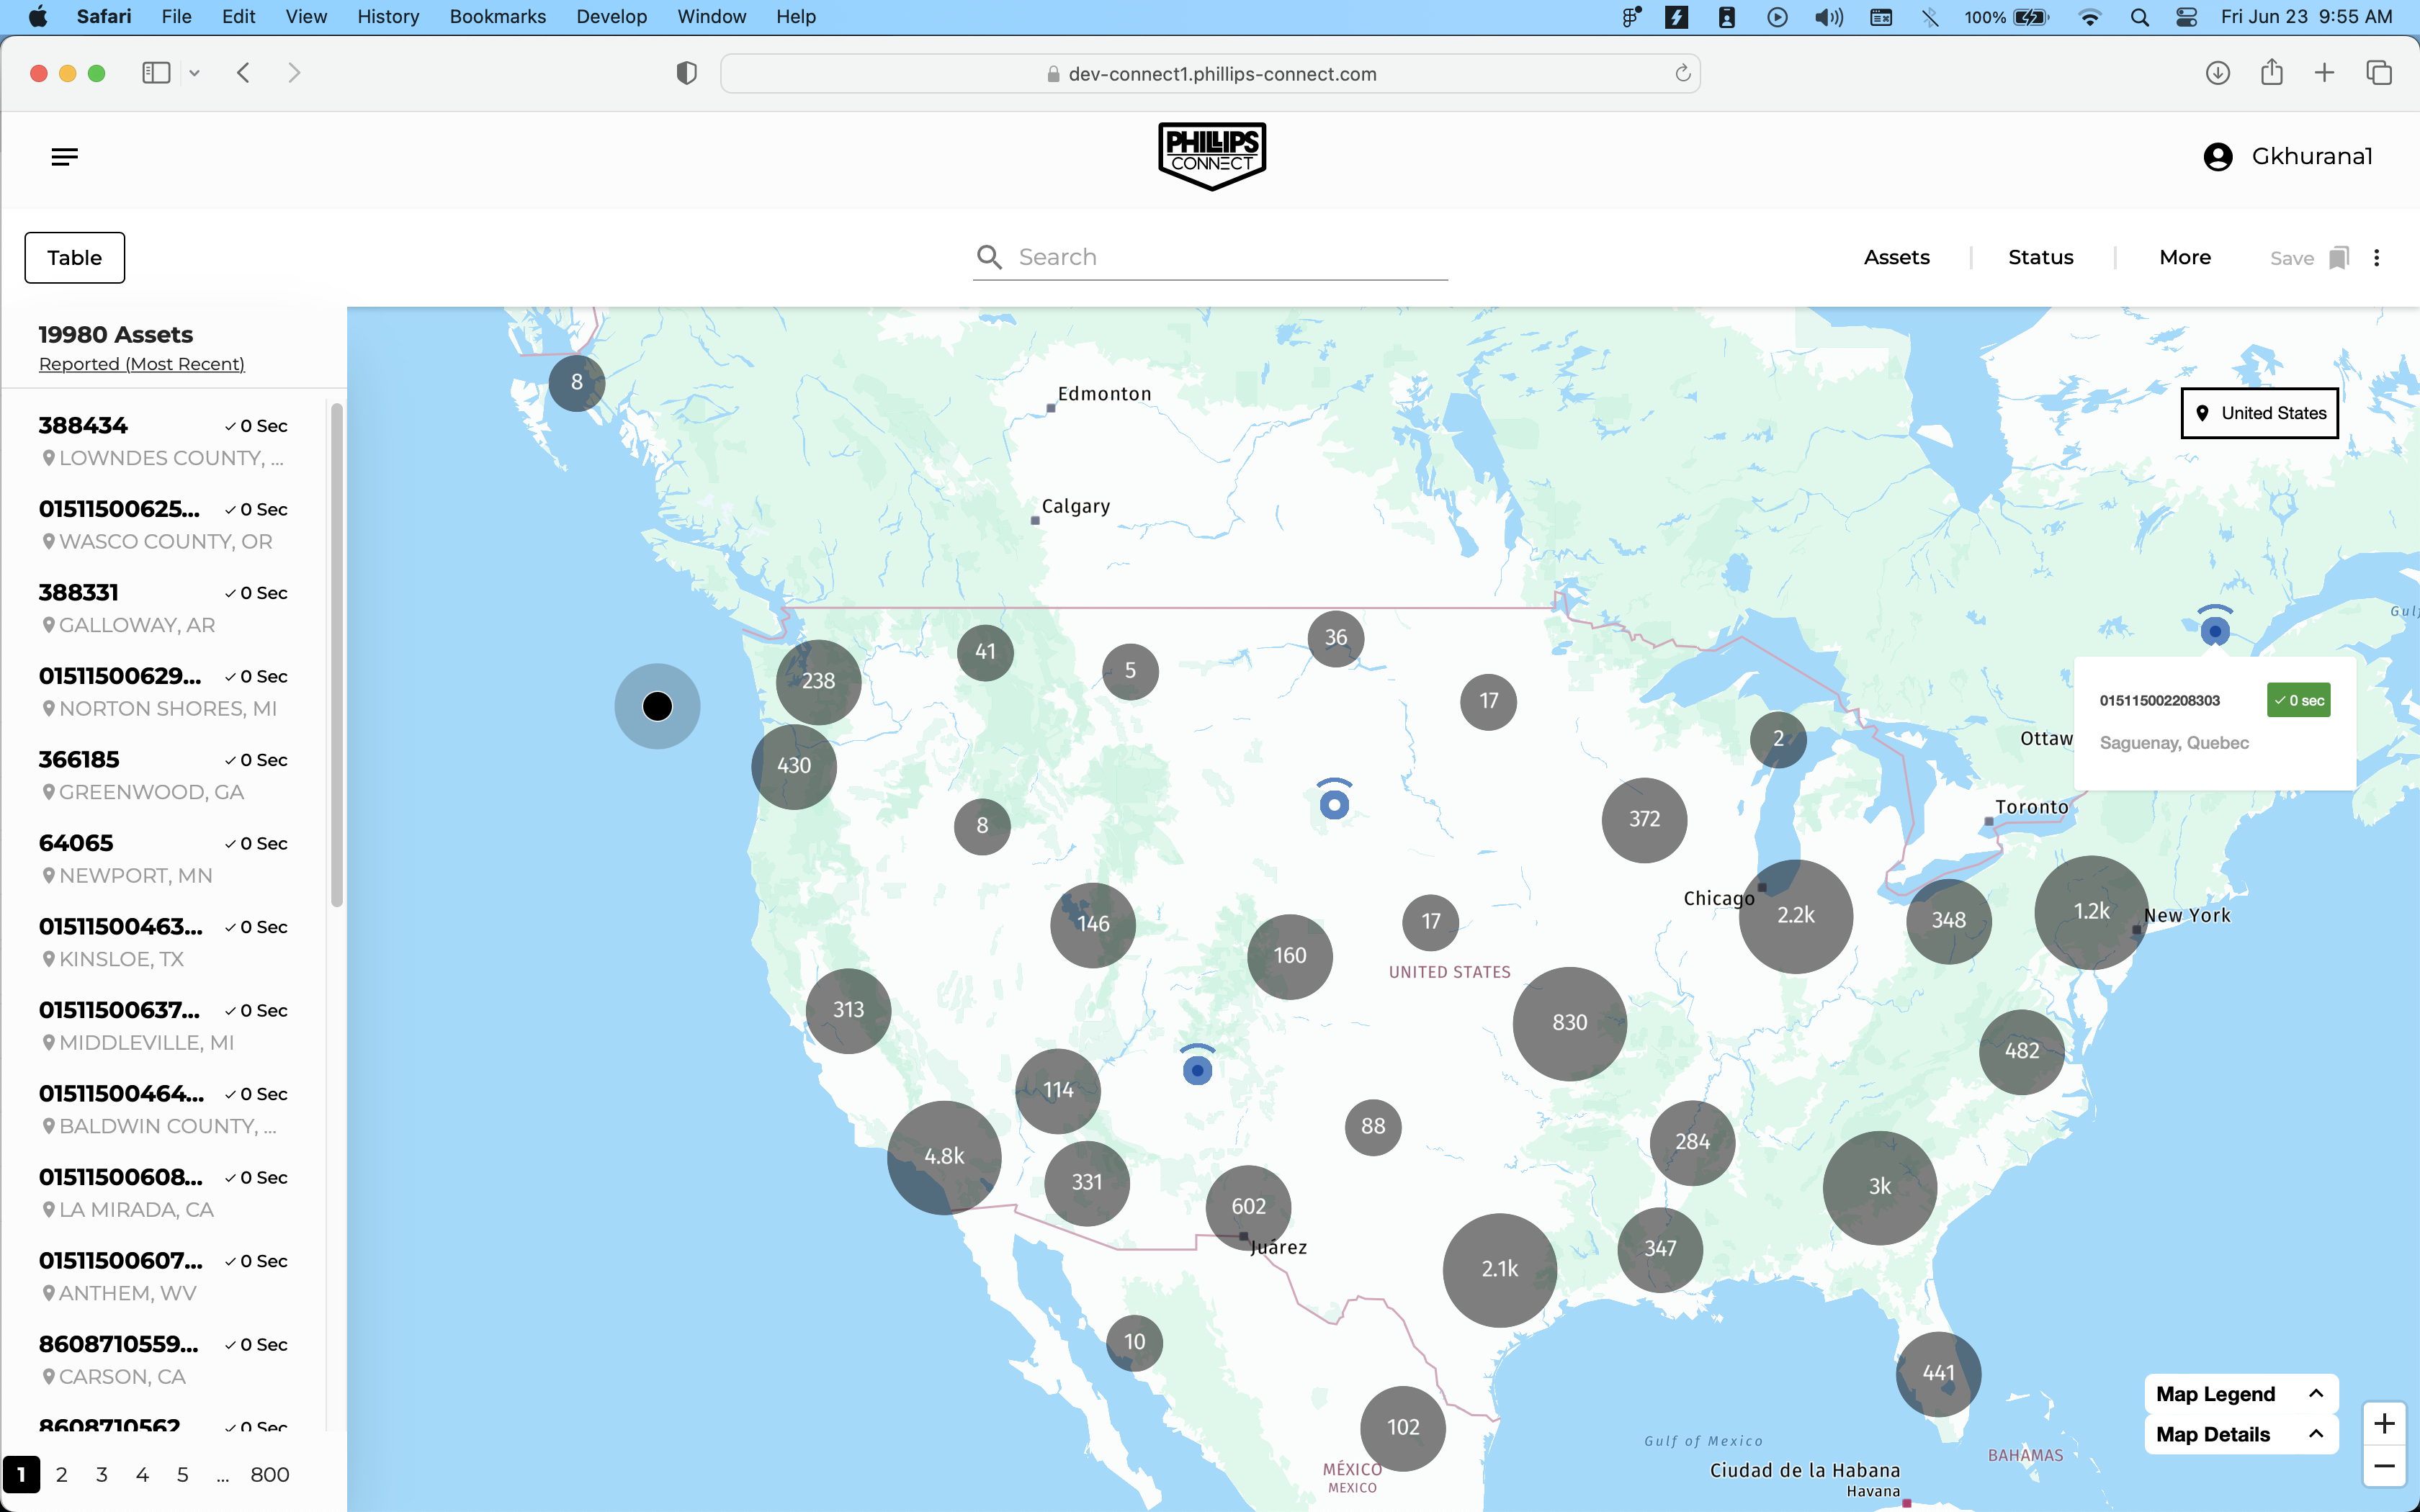 Safari File Edit View History Bookmarks Develop Window Help 100% Fri Jun 23 9:55 AM
dev-connect1.phillips-connect.com
PHILLIPS
CONNECT
Gkhurana1
Table
Search
Assets Status More Save
19980 Assets
Reported (Most Recent)
388434 0 Sec
LOWNDES COUNTY, ...
01511500625... 0 Sec
WASCO COUNTY, OR
388331 0 Sec
GALLOWAY, AR
01511500629... 0 Sec
NORTON SHORES, MI
366185 0 Sec
GREENWOOD, GA
64065 0 Sec
NEWPORT, MN
01511500463... 0 Sec
KINSLOE, TX
01511500637... 0 Sec
MIDDLEVILLE, MI
01511500464... 0 Sec
BALDWIN COUNTY, ...
01511500608... 0 Sec
LA MIRADA, CA
01511500607... 0 Sec
ANTHEM, WV
8608710559... 0 Sec
CARSON, CA
8608710562 0 Sec
1 2 3 4 5 ... 800
8
Edmonton
United States
Calgary
Gulf
36
41
5
238
17
015115002208303 0 sec
2
Ottaw
Saguenay, Quebec
430
Toronto
372
8
Chicago
2.2k
348
1.2k
New York
17
146
160
UNITED STATES
313
830
482
114
88
284
4.8k
331
3k
602
Juárez
347
2.1k
10
441
Map Legend
102
Map Details
Gulf of Mexico
BAHAMAS
MÉXICO
MEXICO
Ciudad de la Habana
Havana